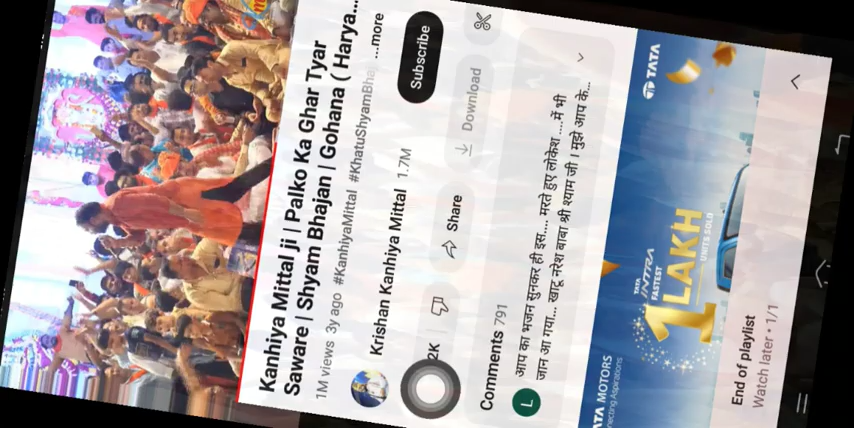 Kanhiya Mittal ji | Palko Ka Ghar Tyar
Saware | Shyam Bhajan | Gohana ( Harya...
1M views 3y ago #KanhiyaMittal #KhatuShyamBha ...more
Krishan Kanhiya Mittal 1.7M
Subscribe
2K
Share
Download
Comments 791
L
आप का भजन सुनकर ही इस..... मरते हुए लोकेश ....में भी
जान आ गया... खाटू नरेश बाबा श्री श्याम जी । मुझे आप के...
TATA MOTORS
Connecting Aspirations
TATA
TATA INTRA
FASTEST
1 LAKH
UNITS SOLD
End of playlist
Watch later • 1/1